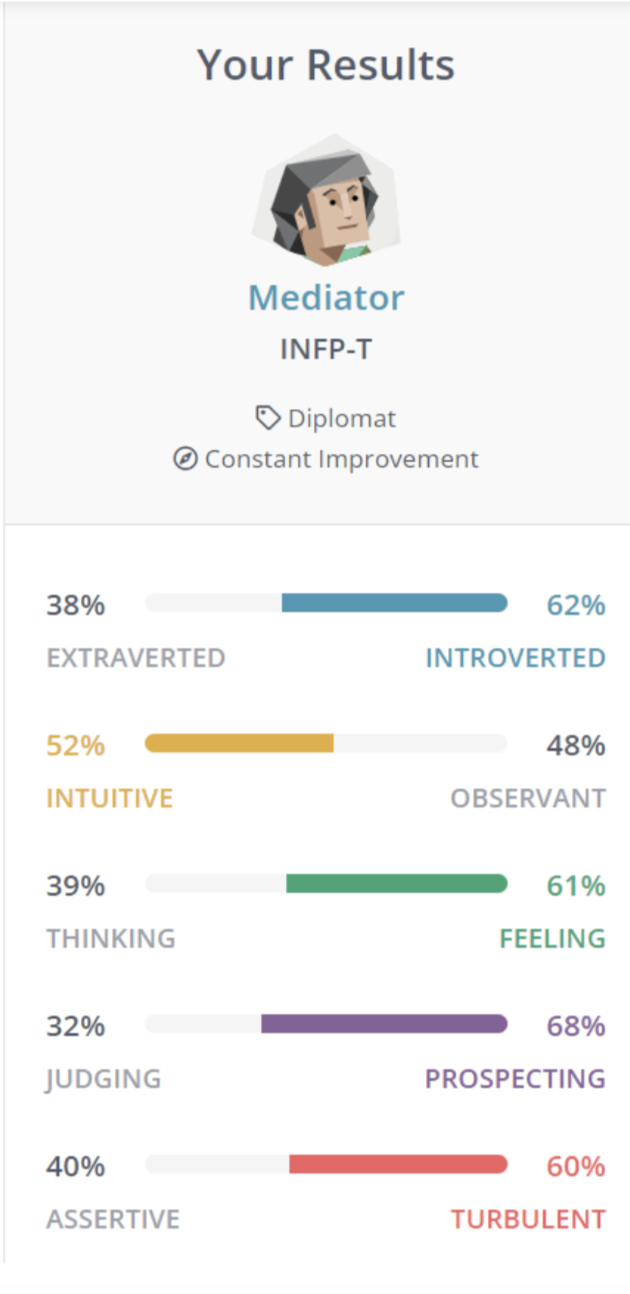 Your Results
Mediator
INFP-T
Diplomat
Constant Improvement
38% 62%
EXTRAVERTED INTROVERTED
52% 48%
INTUITIVE OBSERVANT
39% 61%
THINKING FEELING
32% 68%
JUDGING PROSPECTING
40% 60%
ASSERTIVE TURBULENT